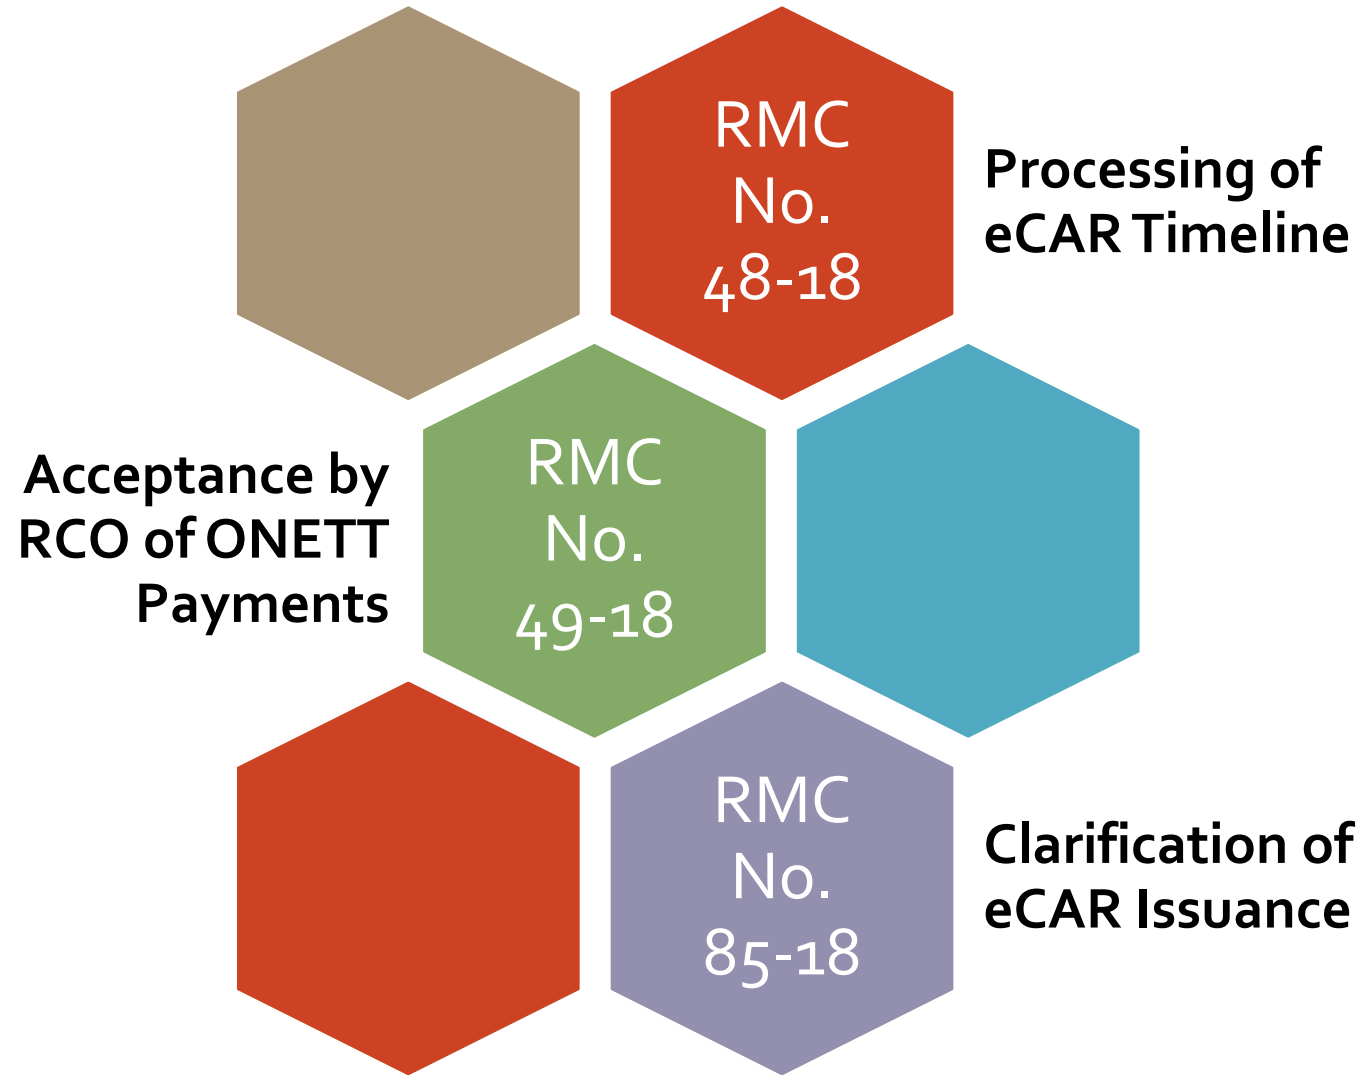 RMC
No.
48-18
Processing of
eCAR Timeline
Acceptance by
RCO of ONETT
Payments
RMC
No.
49-18
RMC
No.
85-18
Clarification of
eCAR Issuance